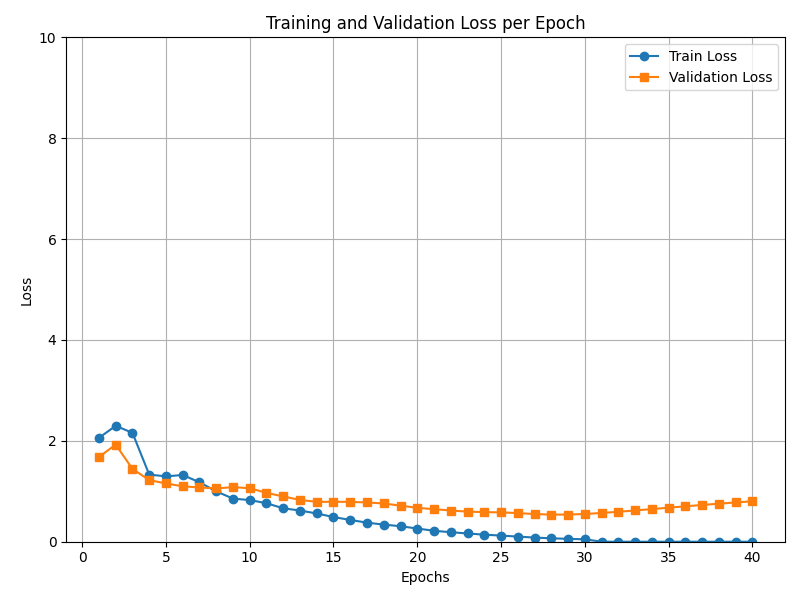 Training and Validation Loss per Epoch
Train Loss
Validation Loss
10
8
6
4
2
0
Loss
0 5 10 15 20 25 30 35 40
Epochs